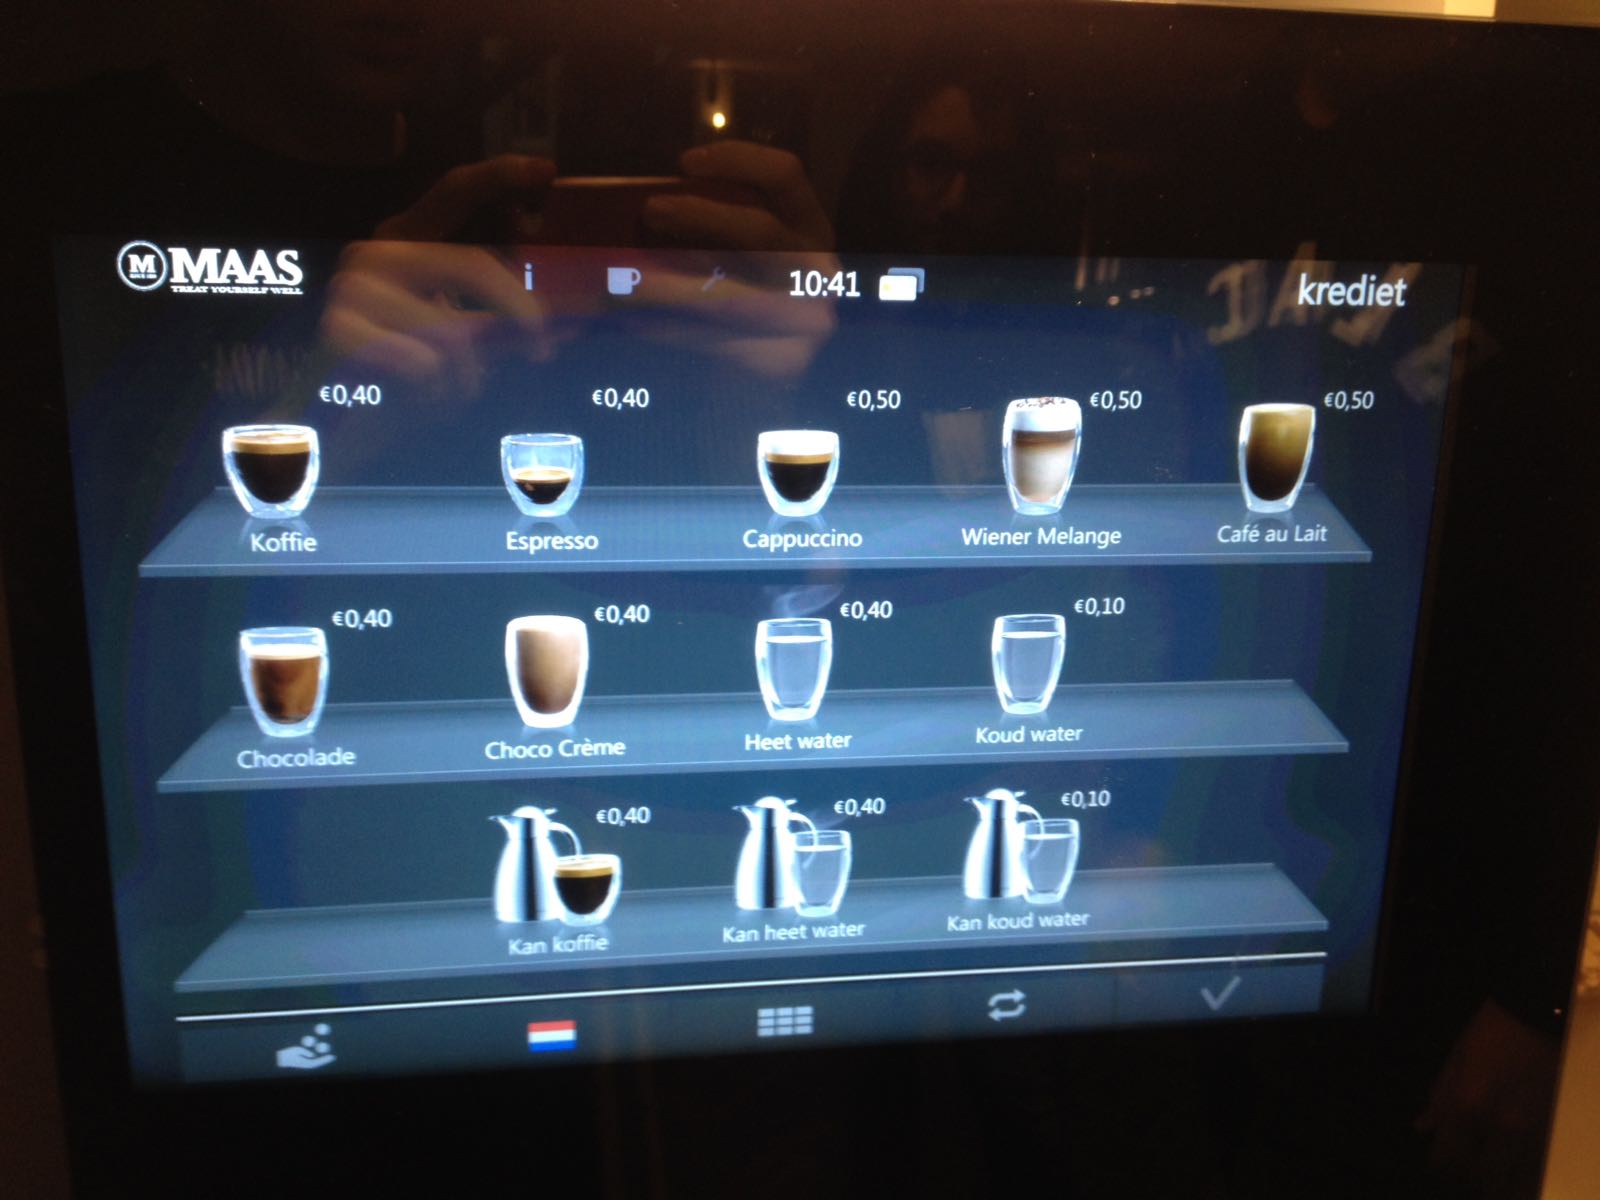 M MAAS
TREAT YOURSELF WELL
i
10:41
krediet
€0,40
€0,40
€0,50
€0,50
€0,50
Koffie
Espresso
Cappuccino
Wiener Melange
Café au Lait
€0,40
€0,40
€0,40
€0,10
Chocolade
Choco Crème
Heet water
Koud water
€0,40
€0,40
€0,10
Kan koffie
Kan heet water
Kan koud water